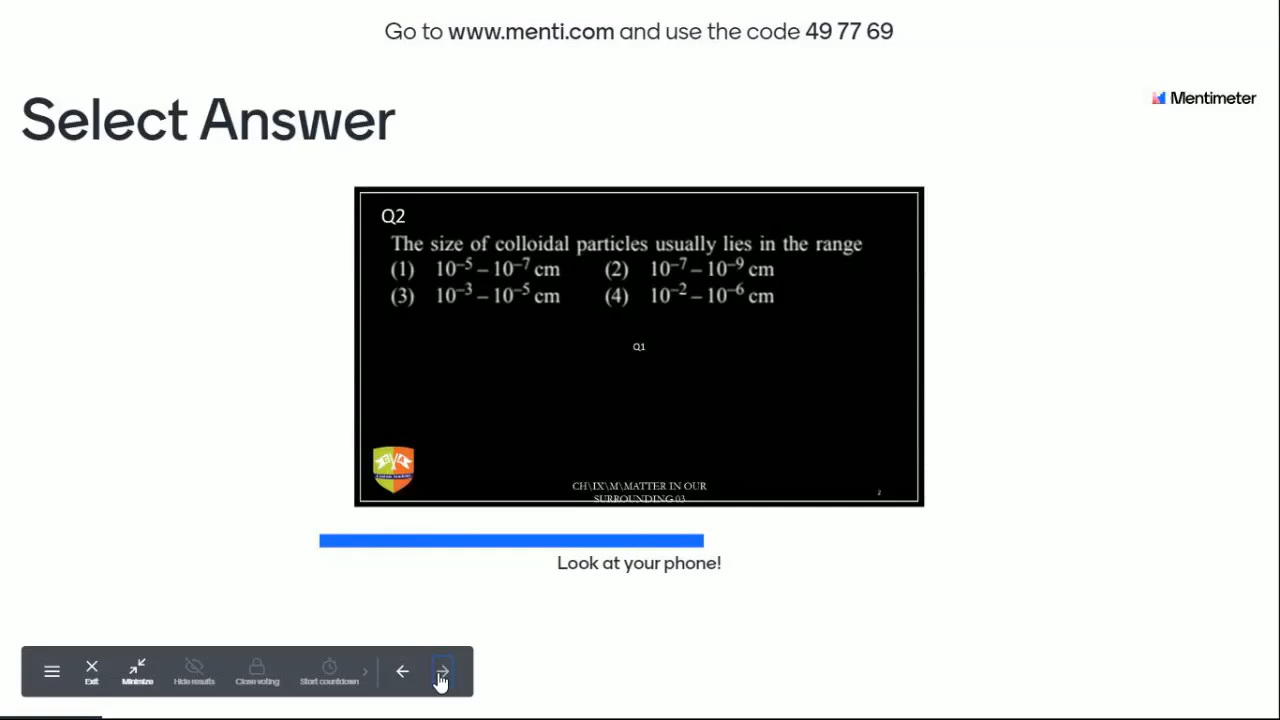 Go to www.menti.com and use the code 49 77 69
Select Answer
Mentimeter
Q2
The size of colloidal particles usually lies in the range
(1) 10⁻⁵ – 10⁻⁷ cm (2) 10⁻⁷ – 10⁻⁹ cm
(3) 10⁻³ – 10⁻⁵ cm (4) 10⁻² – 10⁻⁶ cm
Q1
CH\IX\M\MATTER IN OUR
SURROUNDING 03
2
Look at your phone!
Exit Minimize Hide results Close voting Start countdown